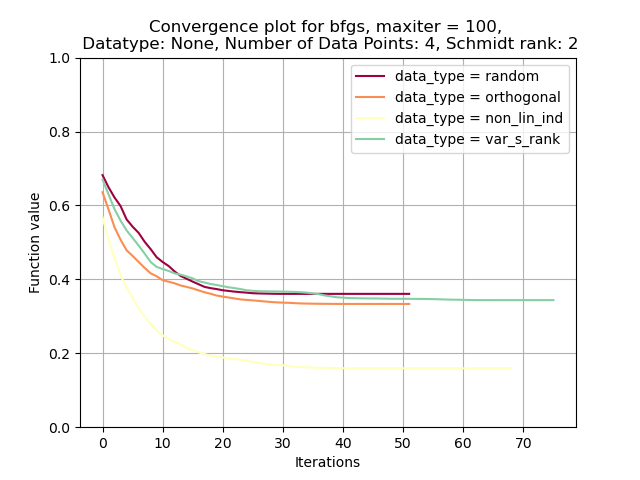 Convergence plot for bfgs, maxiter = 100,
Datatype: None, Number of Data Points: 4, Schmidt rank: 2
1.0
0.8
0.6
0.4
0.2
0.0
Function value
data_type = random
data_type = orthogonal
data_type = non_lin_ind
data_type = var_s_rank
0 10 20 30 40 50 60 70
Iterations